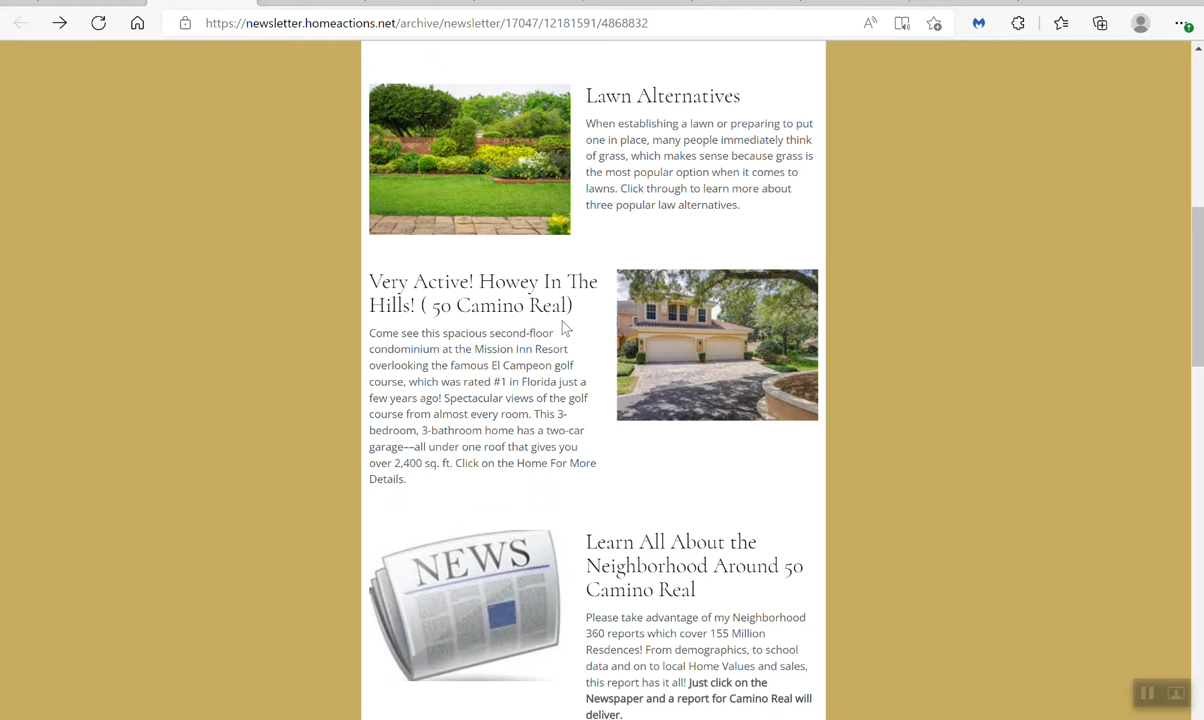 https://newsletter.homeactions.net/archive/newsletter/17047/12181591/4868832
Lawn Alternatives
When establishing a lawn or preparing to put
one in place, many people immediately think
of grass, which makes sense because grass is
the most popular option when it comes to
lawns. Click through to learn more about
three popular law alternatives.
Very Active! Howey In The
Hills! ( 50 Camino Real)
Come see this spacious second-floor
condominium at the Mission Inn Resort
overlooking the famous El Campeon golf
course, which was rated #1 in Florida just a
few years ago! Spectacular views of the golf
course from almost every room. This 3-
bedroom, 3-bathroom home has a two-car
garage––all under one roof that gives you
over 2,400 sq. ft. Click on the Home For More
Details.
NEWS
Learn All About the
Neighborhood Around 50
Camino Real
Please take advantage of my Neighborhood
360 reports which cover 155 Million
Resdences! From demographics, to school
data and on to local Home Values and sales,
this report has it all! Just click on the
Newspaper and a report for Camino Real will
deliver.